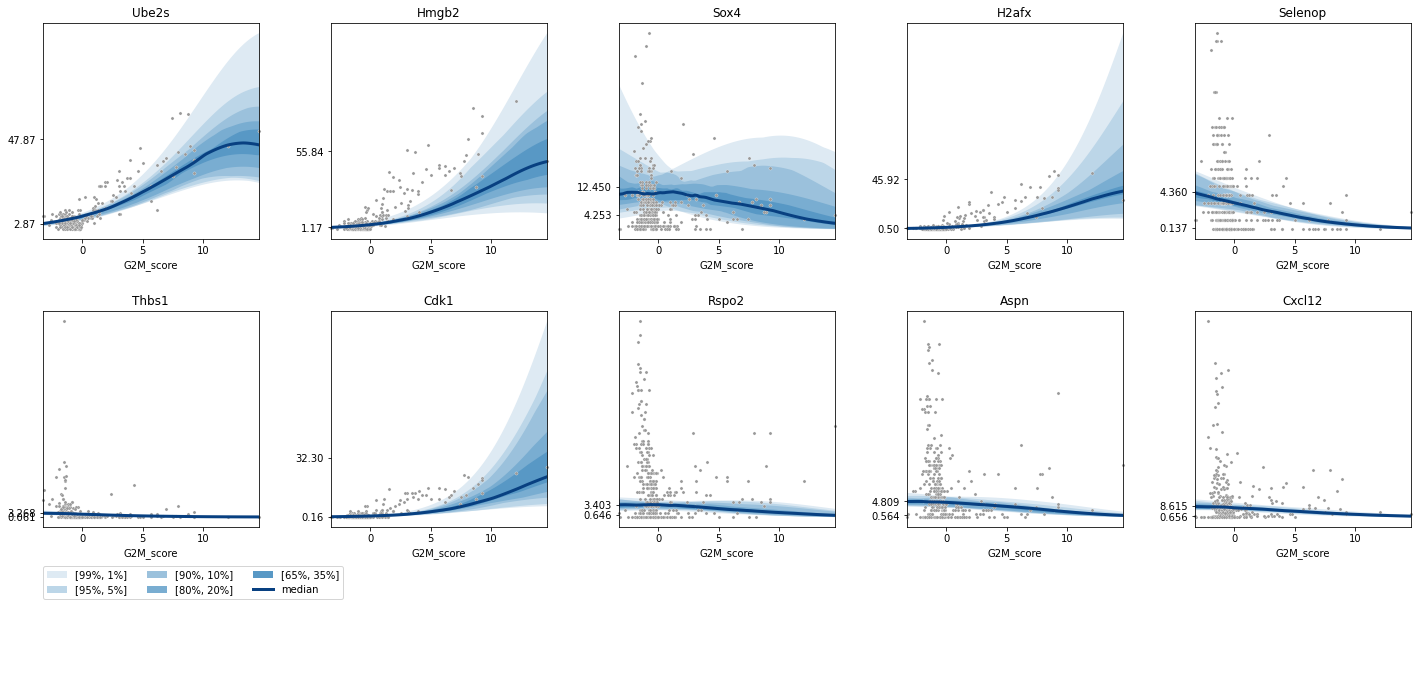 Ube2s Hmgb2 Sox4 H2afx Selenop
47.87 55.84 12.450 45.92 4.360
2.87 1.17 4.253 0.50 0.137
0 5 10 0 5 10 0 5 10 0 5 10 0 5 10
G2M_score G2M_score G2M_score G2M_score G2M_score
Thbs1 Cdk1 Rspo2 Aspn Cxcl12
3.268 32.30 3.403 4.809 8.615
0.661 0.16 0.646 0.564 0.656
0 5 10 0 5 10 0 5 10 0 5 10 0 5 10
G2M_score G2M_score G2M_score G2M_score G2M_score
[99%, 1%] [90%, 10%] [65%, 35%]
[95%, 5%] [80%, 20%] median